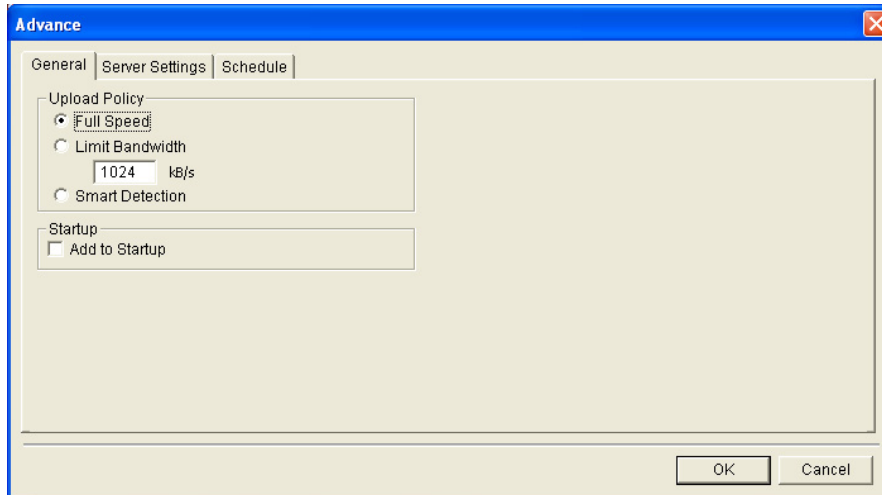 Advance
General Server Settings Schedule
Upload Policy
Full Speed
Limit Bandwidth
1024 kB/s
Smart Detection
Startup
Add to Startup
OK Cancel